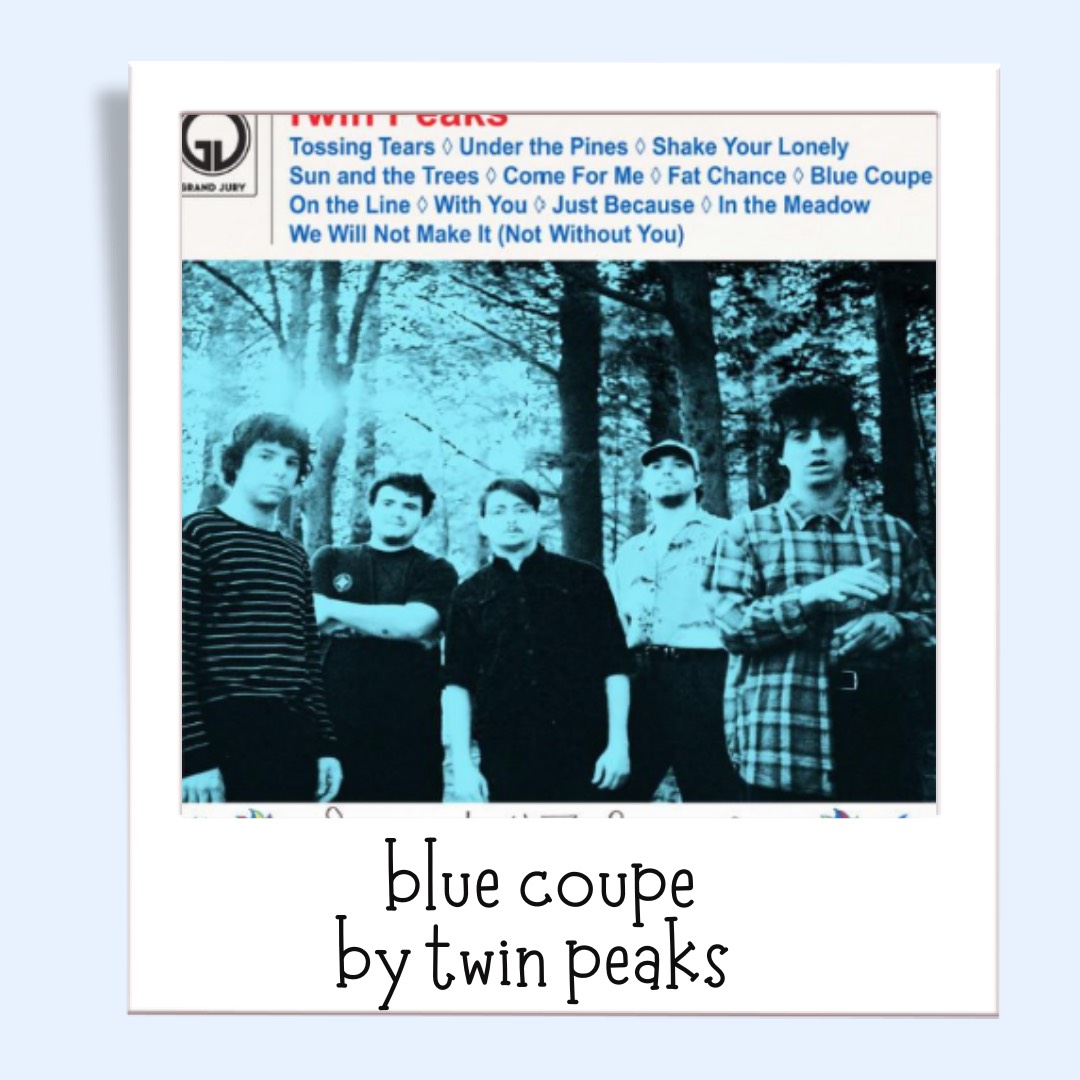 Twin Peaks
GRAND JURY
Tossing Tears ◊ Under the Pines ◊ Shake Your Lonely
Sun and the Trees ◊ Come For Me ◊ Fat Chance ◊ Blue Coupe
On the Line ◊ With You ◊ Just Because ◊ In the Meadow
We Will Not Make It (Not Without You)
blue coupe
by twin peaks